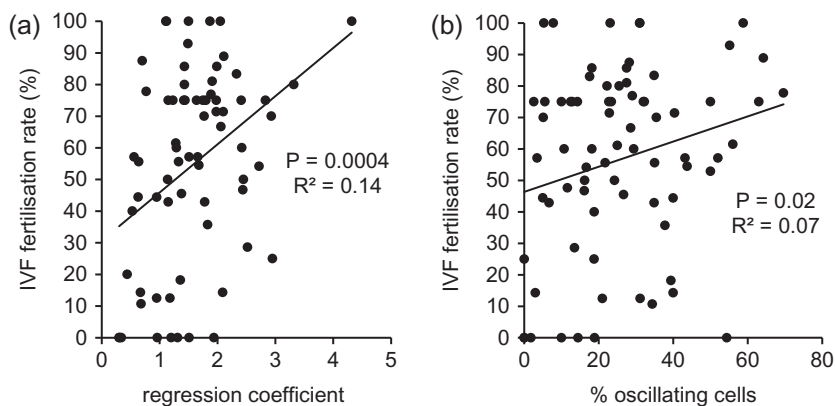 (a)
IVF fertilisation rate (%)
100
90
80
70
60
50
40
30
20
10
0
P = 0.0004
R² = 0.14
0 1 2 3 4 5
regression coefficient
(b)
IVF fertilisation rate (%)
100
90
80
70
60
50
40
30
20
10
0
P = 0.02
R² = 0.07
0 20 40 60 80
% oscillating cells